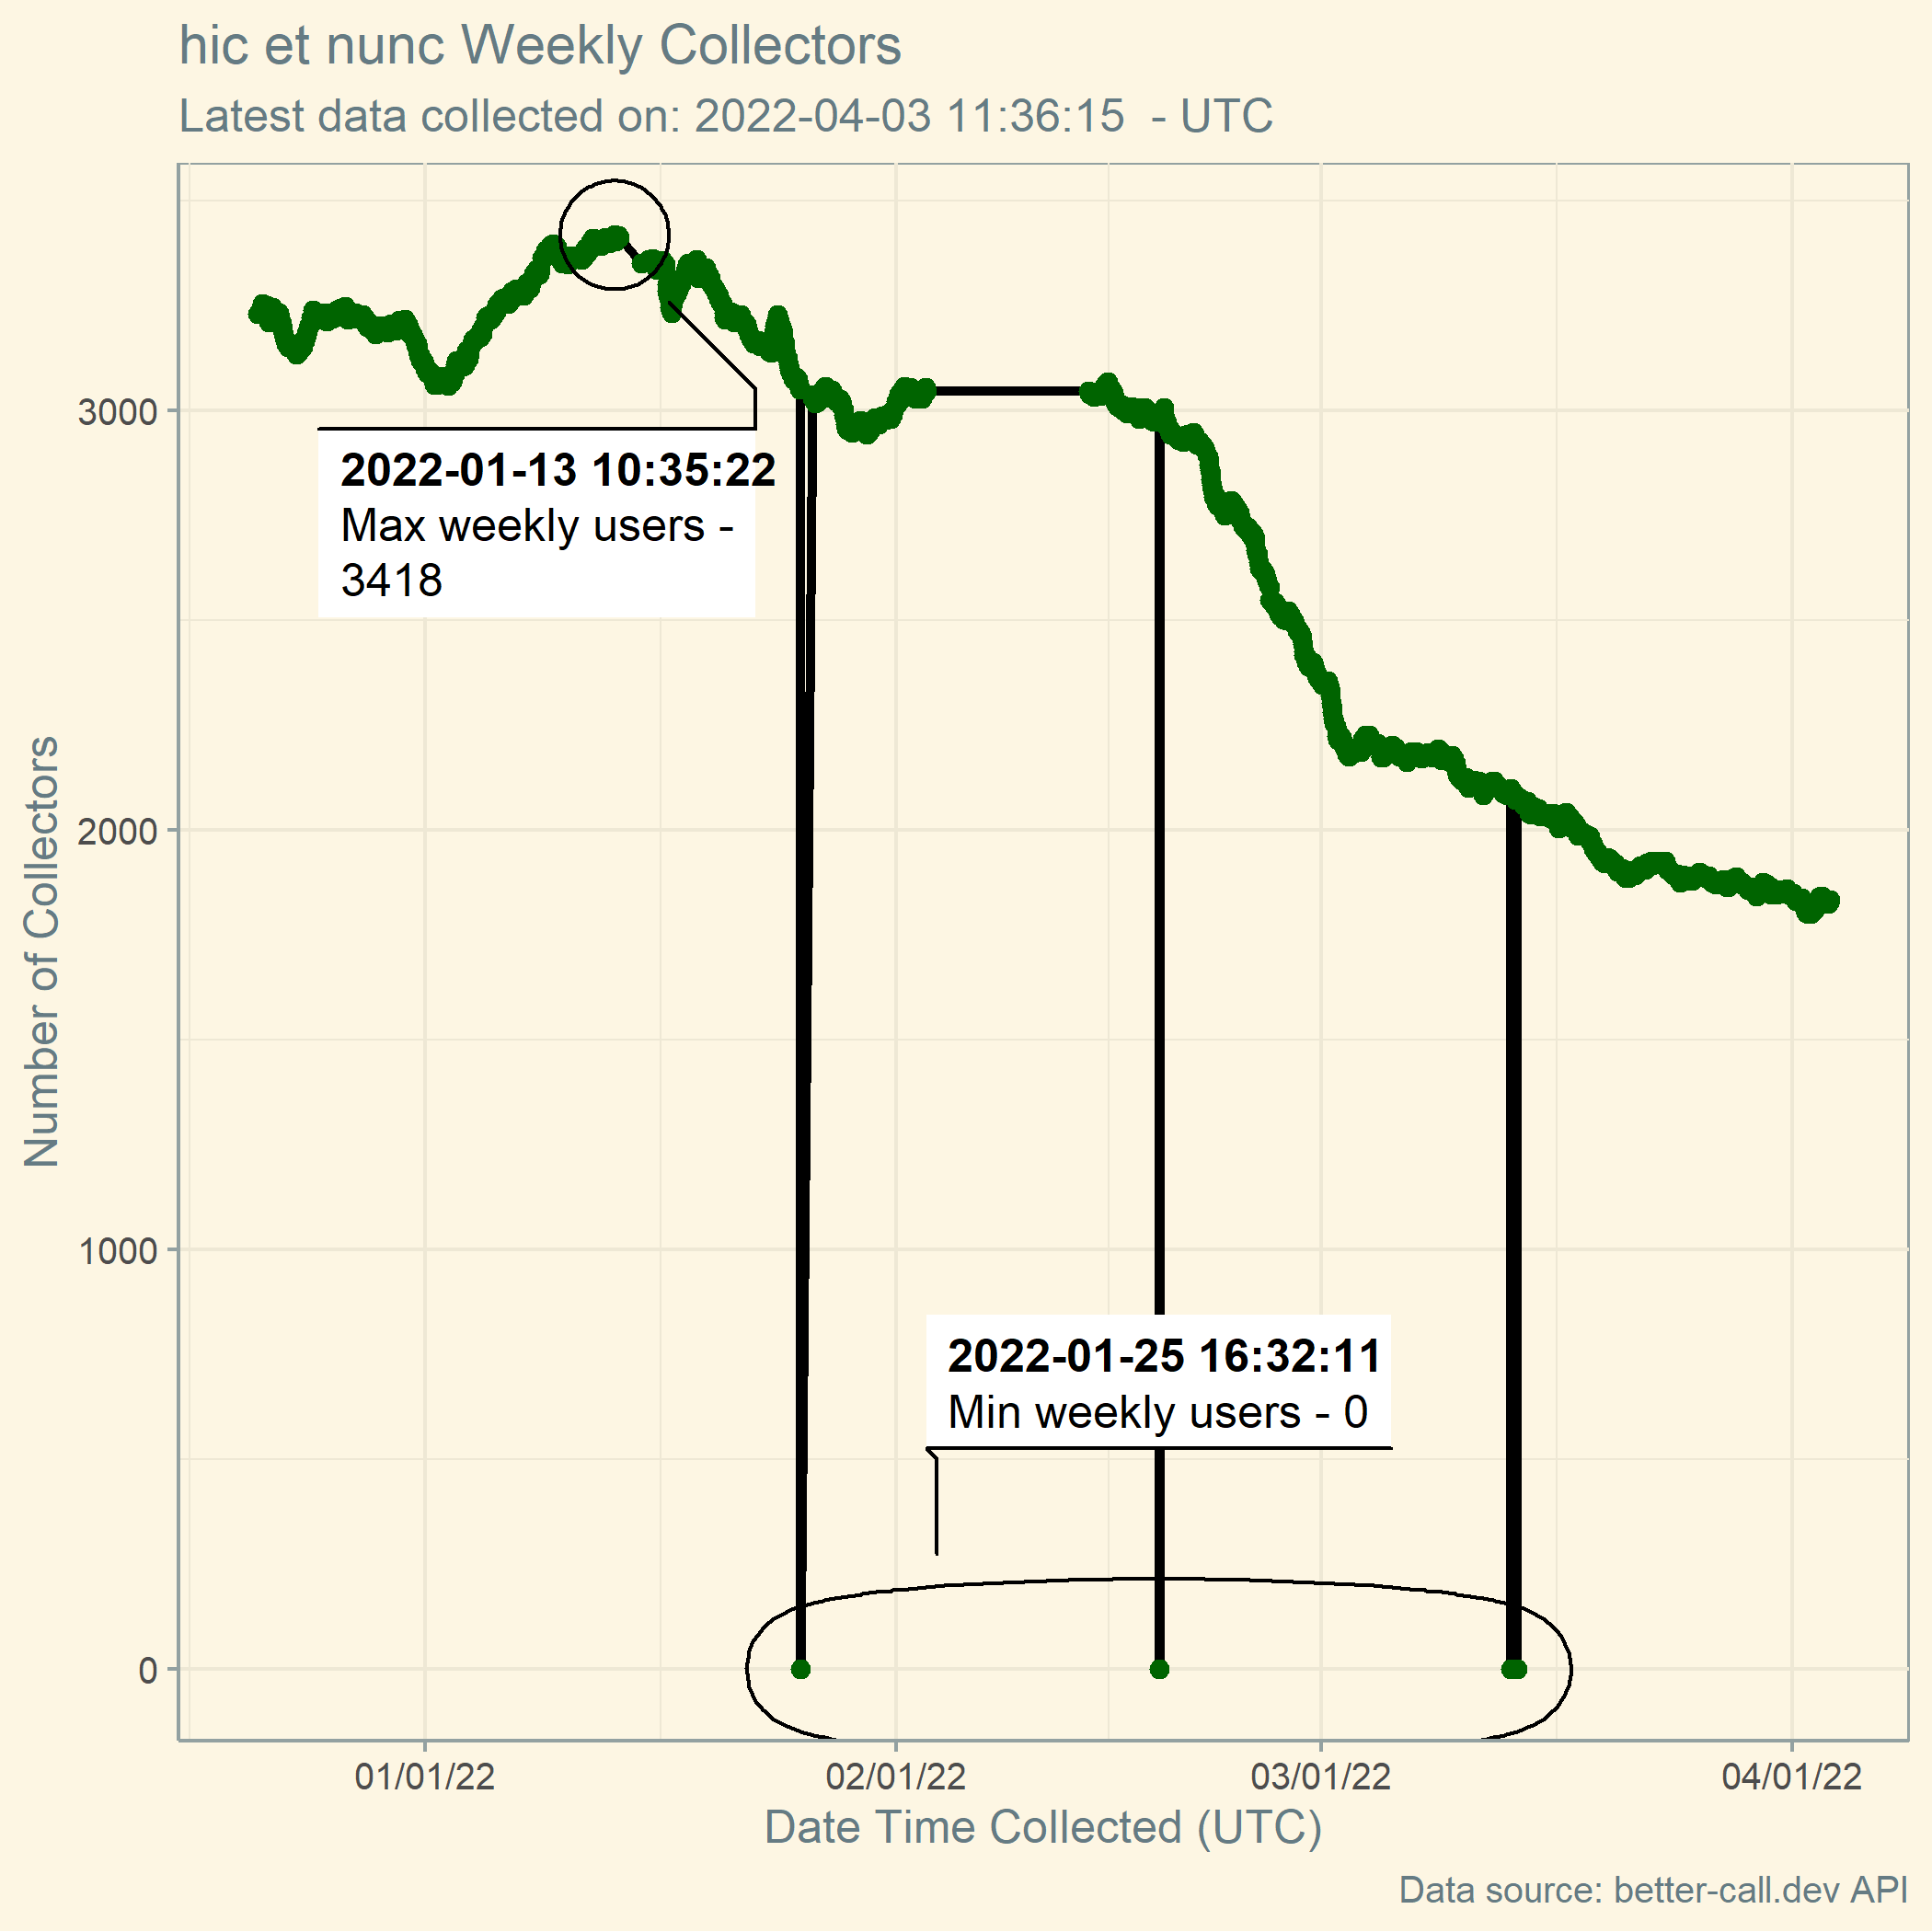 hic et nunc Weekly Collectors
Latest data collected on: 2022-04-03 11:36:15  - UTC
Number of Collectors
3000
2000
1000
0
2022-01-13 10:35:22
Max weekly users -
3418
2022-01-25 16:32:11
Min weekly users - 0
01/01/22
02/01/22
03/01/22
04/01/22
Date Time Collected (UTC)
Data source: better-call.dev API